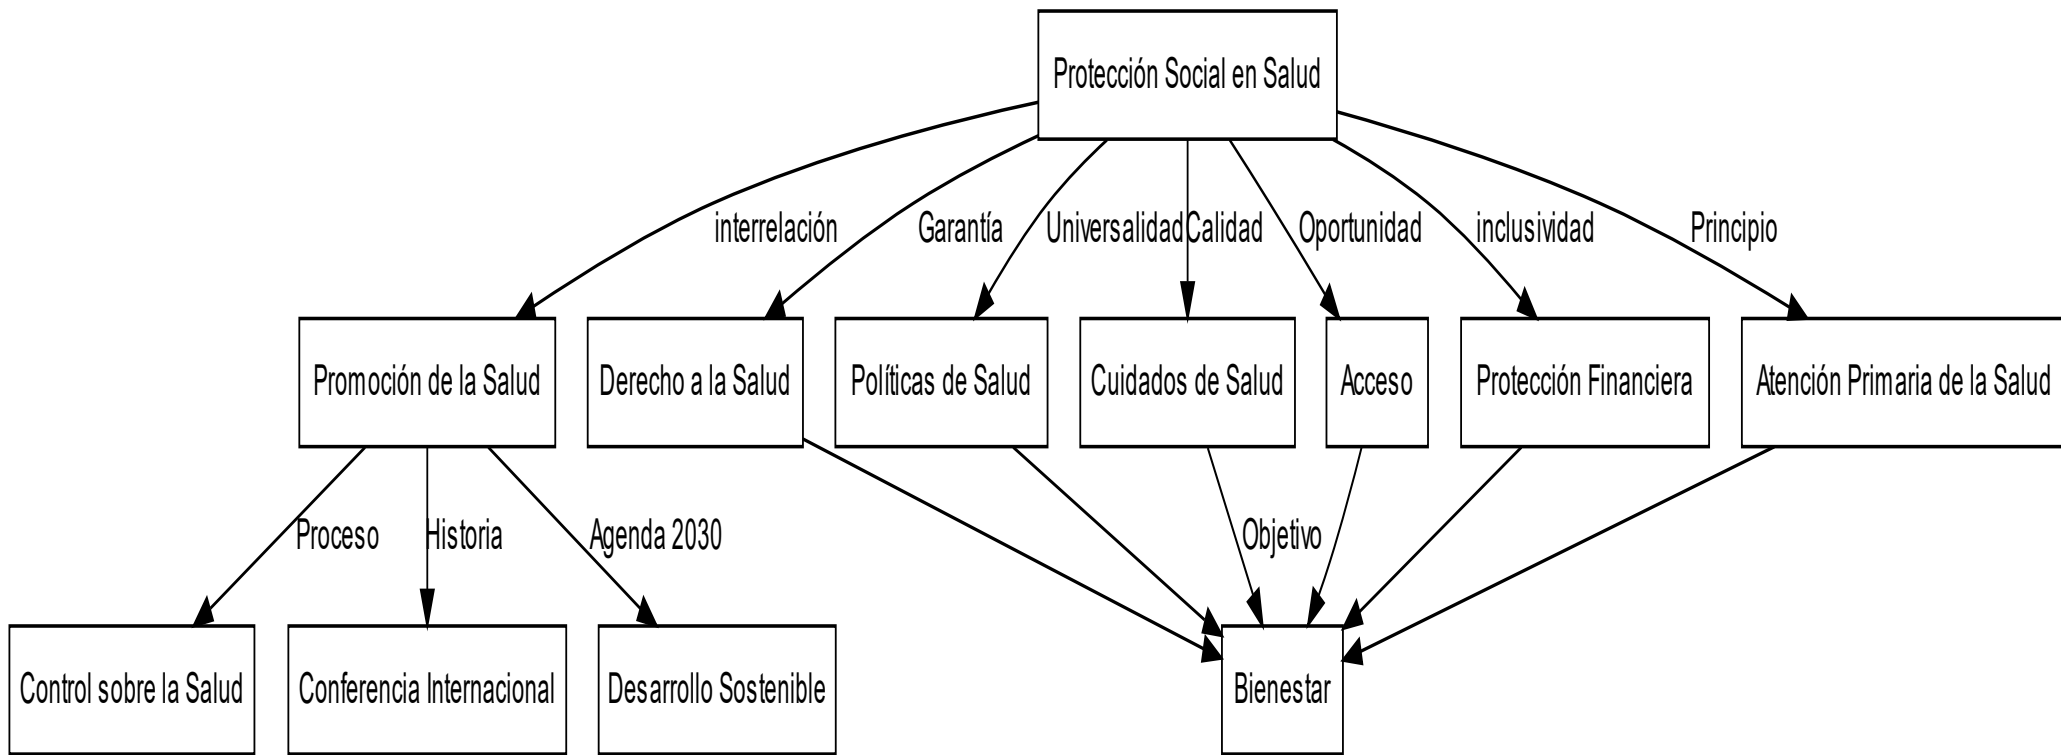 Protección Social en Salud
interrelación
Garantía
Universalidad
Calidad
Oportunidad
inclusividad
Principio
Promoción de la Salud
Derecho a la Salud
Políticas de Salud
Cuidados de Salud
Acceso
Protección Financiera
Atención Primaria de la Salud
Proceso
Historia
Agenda 2030
Objetivo
Control sobre la Salud
Conferencia Internacional
Desarrollo Sostenible
Bienestar